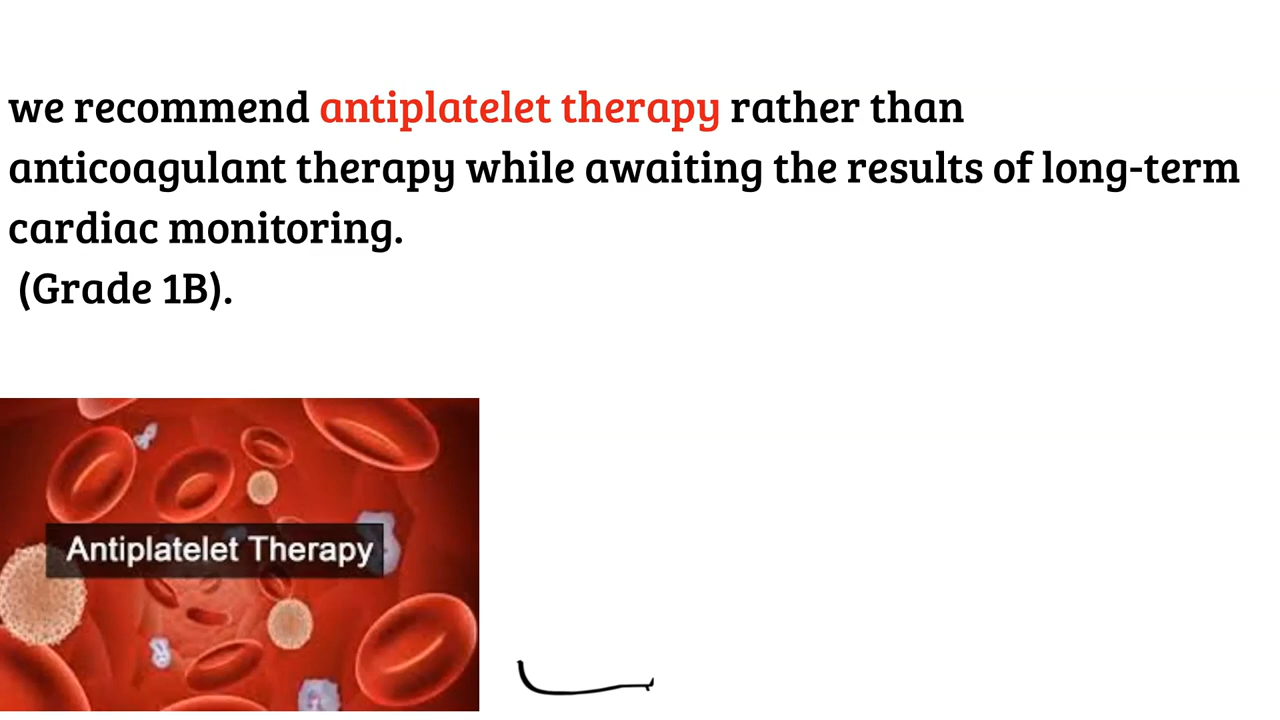 we recommend antiplatelet therapy rather than
anticoagulant therapy while awaiting the results of long-term
cardiac monitoring.
(Grade 1B).
Antiplatelet Therapy